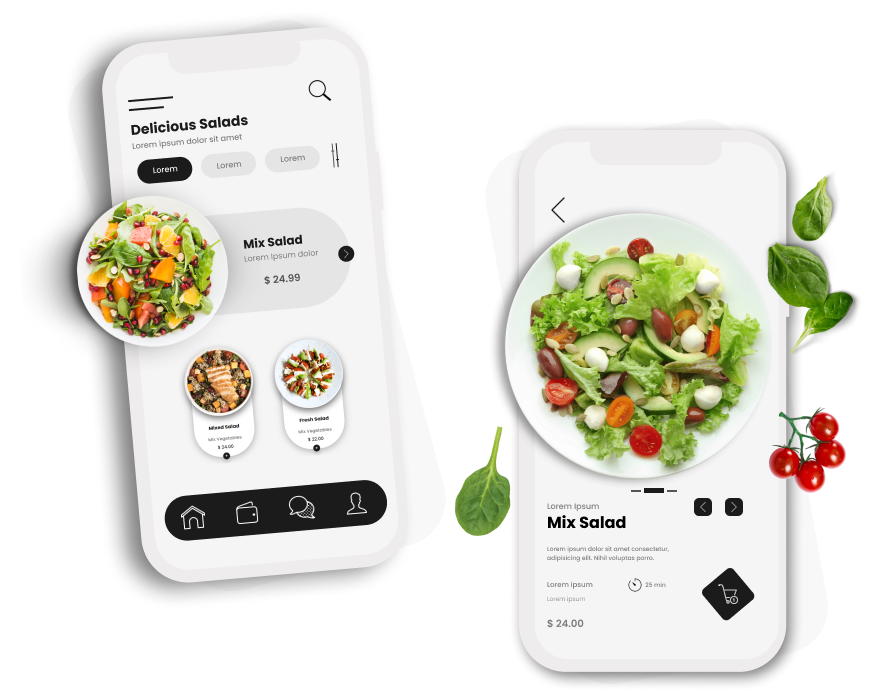 Delicious Salads
Lorem ipsum dolor sit amet
Lorem
Lorem
Lorem
Mix Salad
Lorem ipsum dolor
$ 24.99
Mixed Salad
Mix Vegetables
$ 24.00
Fresh Salad
Mix Vegetables
$ 22.00
Lorem Ipsum
Mix Salad
Lorem ipsum dolor sit amet consectetur,
adipisicing elit. Nihil voluptas porro.
Lorem ipsum
25 min
Lorem ipsum
$ 24.00